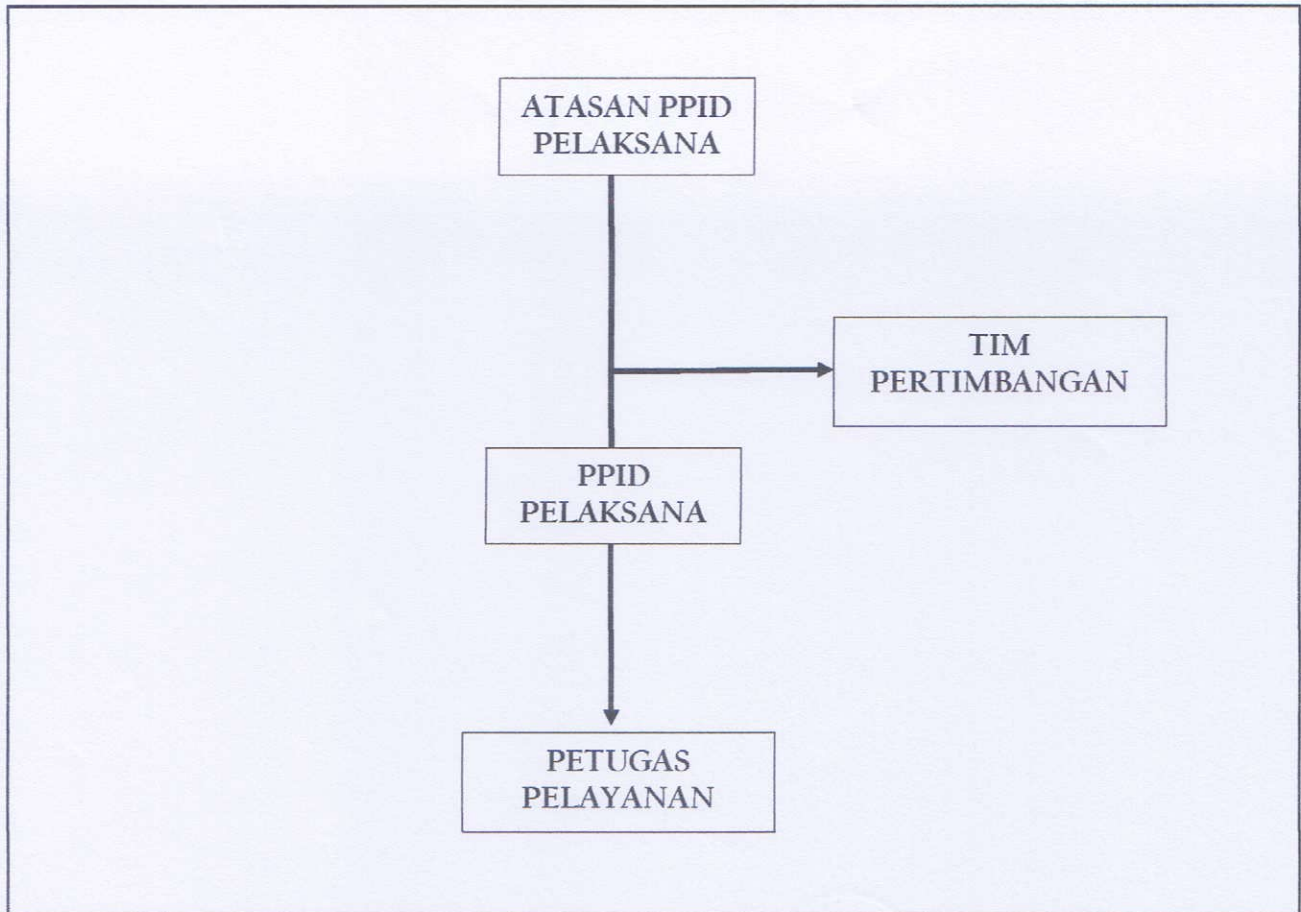 ATASAN PPID
PELAKSANA
TIM
PERTIMBANGAN
PPID
PELAKSANA
PETUGAS
PELAYANAN